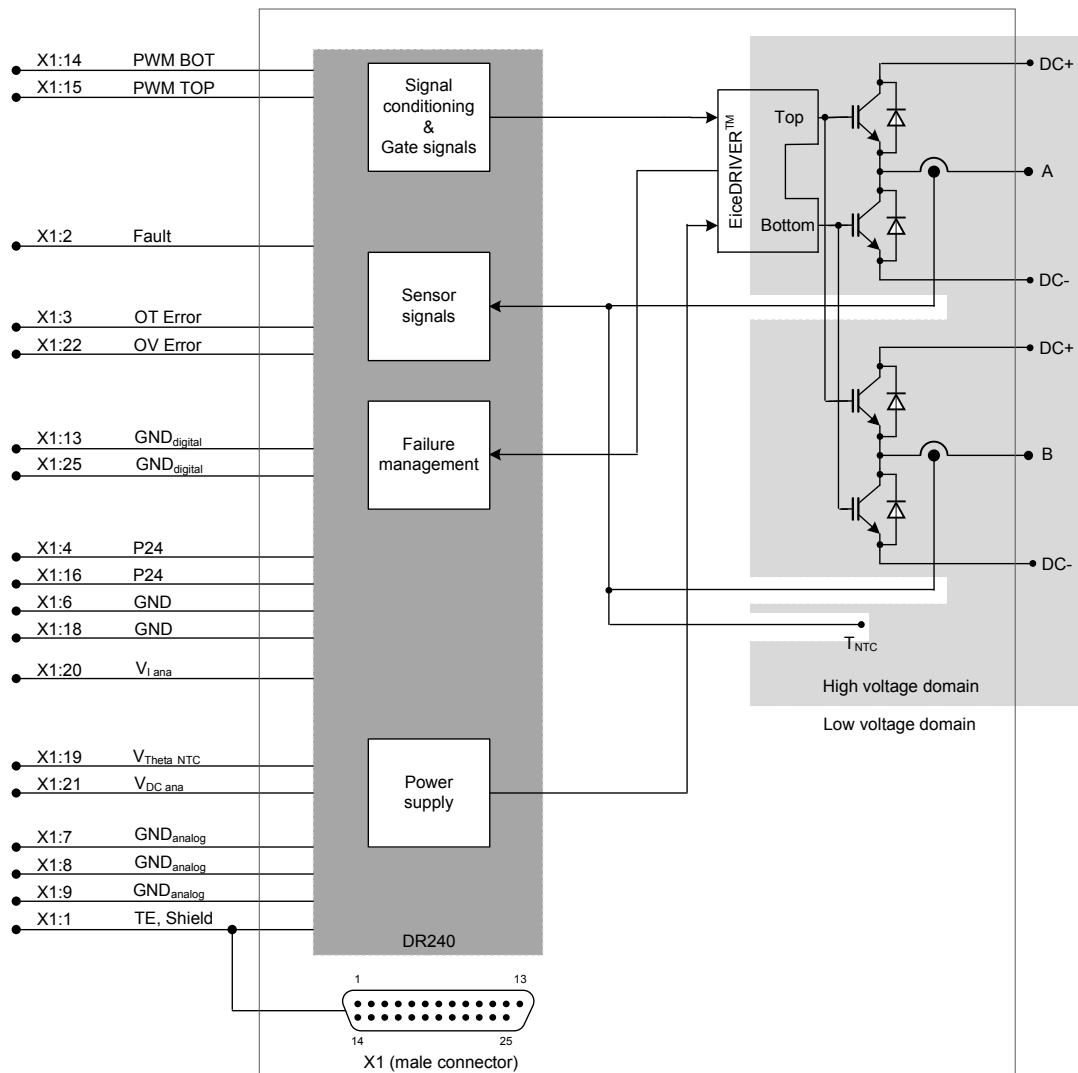 X1:14 PWM BOT
X1:15 PWM TOP
X1:2 Fault
X1:3 OT Error
X1:22 OV Error
X1:13 GNDdigital
X1:25 GNDdigital
X1:4 P24
X1:16 P24
X1:6 GND
X1:18 GND
X1:20 VI ana
X1:19 VTheta NTC
X1:21 VDC ana
X1:7 GNDanalog
X1:8 GNDanalog
X1:9 GNDanalog
X1:1 TE, Shield
Signal
conditioning
&
Gate signals
Sensor
signals
Failure
management
Power
supply
DR240
1 13
14 25
X1 (male connector)
EiceDRIVER™
Top
Bottom
DC+
A
DC-
DC+
B
DC-
TNTC
High voltage domain
Low voltage domain